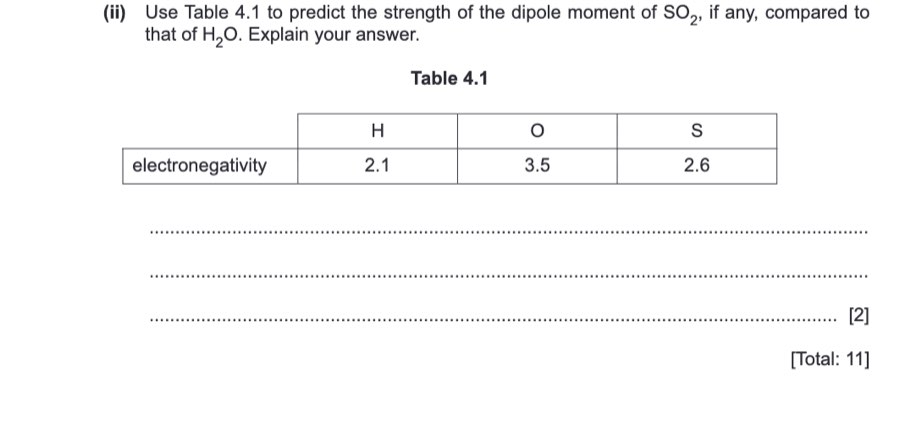 (ii) Use Table 4.1 to predict the strength of the dipole moment of SO₂, if any, compared to
that of H₂O. Explain your answer.
Table 4.1
H O S
electronegativity 2.1 3.5 2.6
[2]
[Total: 11]